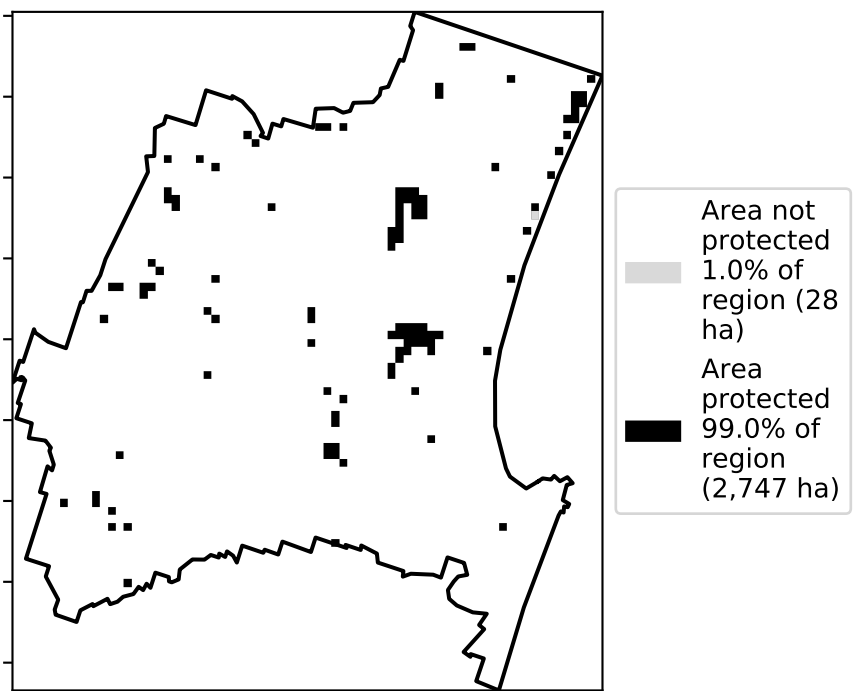 Area not
protected
1.0% of
region (28
ha)
Area
protected
99.0% of
region
(2,747 ha)